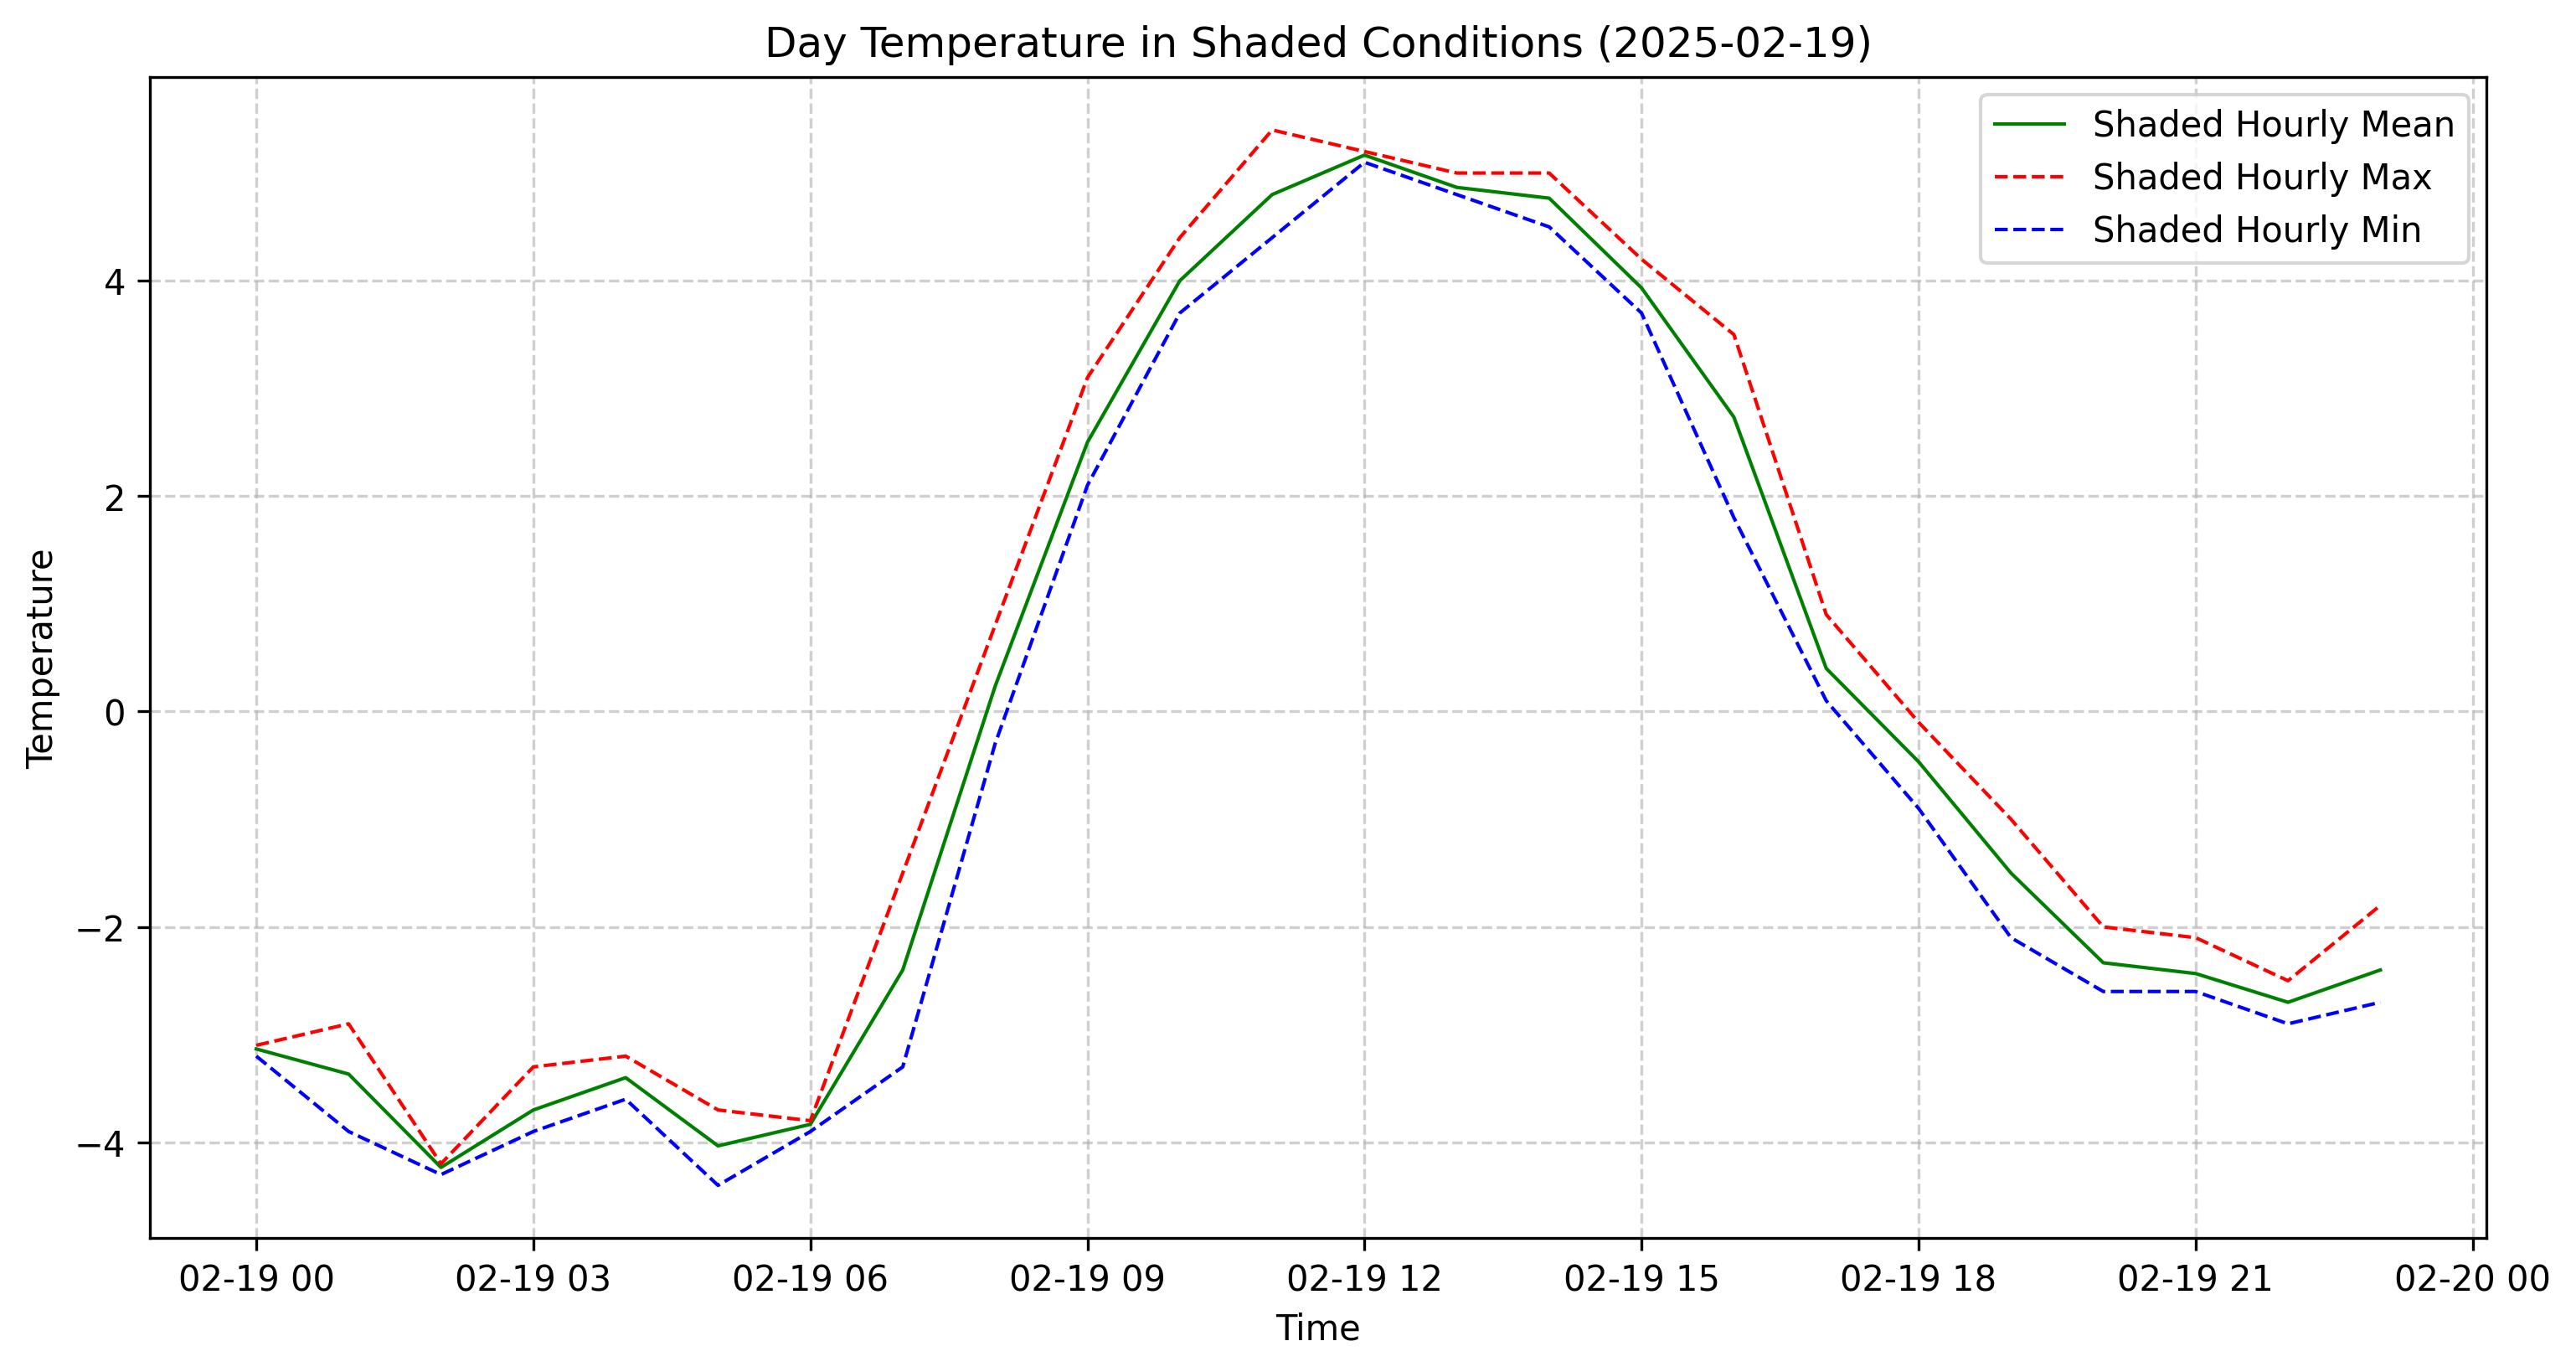 Day Temperature in Shaded Conditions (2025-02-19)
Shaded Hourly Mean
Shaded Hourly Max
Shaded Hourly Min
4
2
0
−2
−4
Temperature
02-19 00
02-19 03
02-19 06
02-19 09
02-19 12
02-19 15
02-19 18
02-19 21
02-20 00
Time